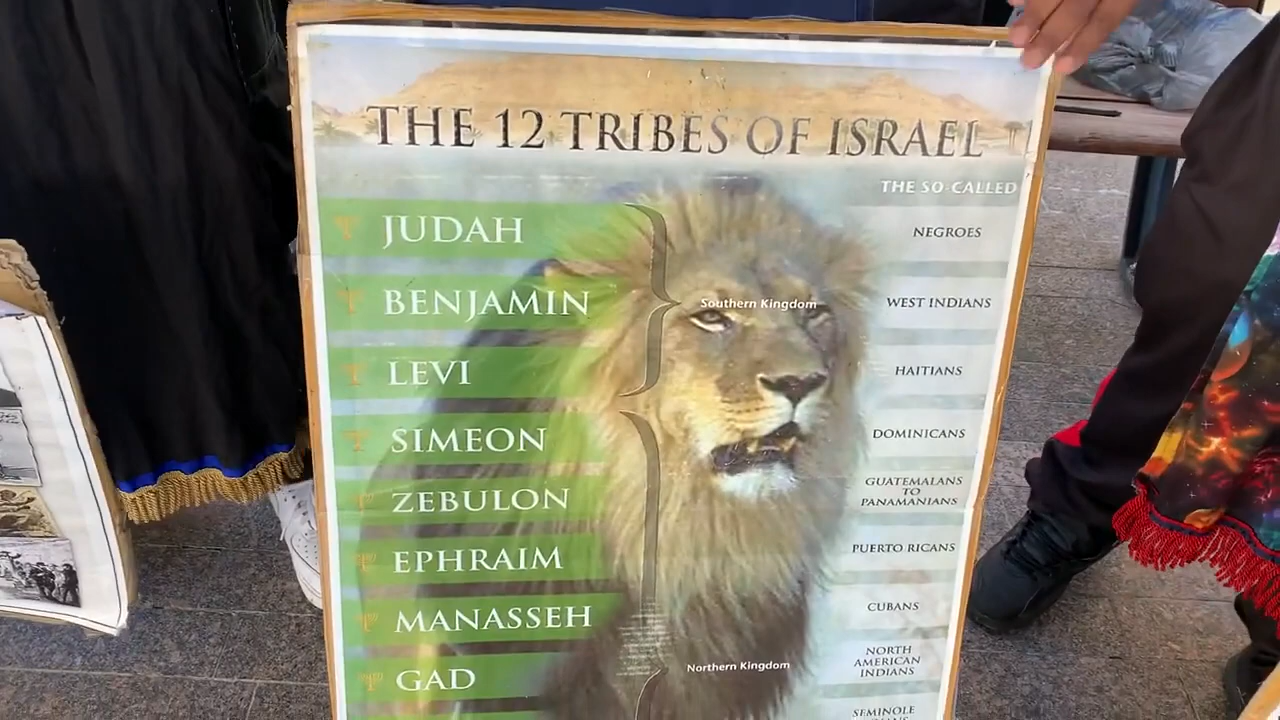 THE 12 TRIBES OF ISRAEL
THE SO-CALLED
JUDAH
NEGROES
BENJAMIN
Southern Kingdom
WEST INDIANS
LEVI
HAITIANS
SIMEON
DOMINICANS
ZEBULON
GUATEMALANS
TO
PANAMANIANS
EPHRAIM
PUERTO RICANS
MANASSEH
CUBANS
GAD
Northern Kingdom
NORTH
AMERICAN
INDIANS
SEMINOLE